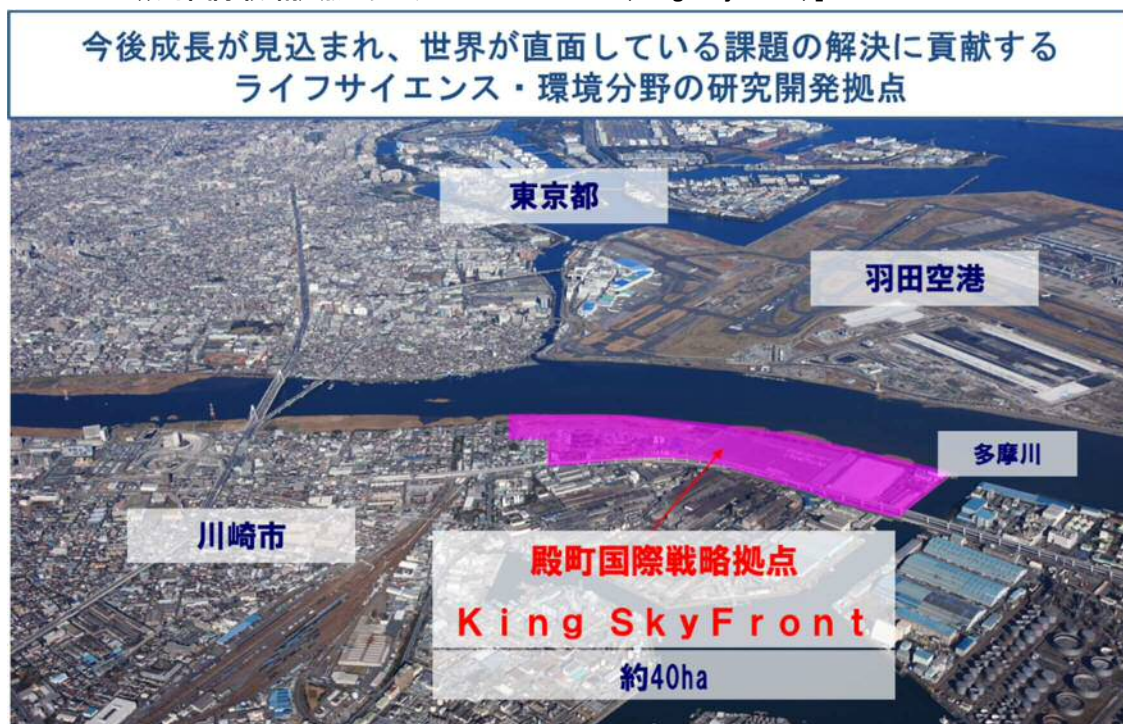 今後成長が見込まれ、世界が直面している課題の解決に貢献する
ライフサイエンス・環境分野の研究開発拠点
東京都
羽田空港
多摩川
川崎市
殿町国際戦略拠点
King SkyFront
約40ha